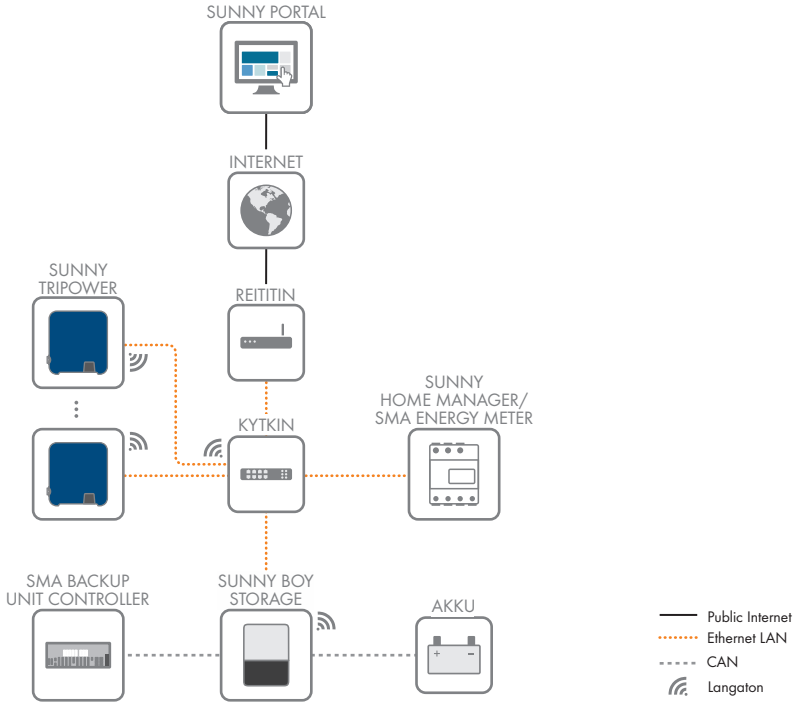 SUNNY PORTAL
INTERNET
SUNNY
TRIPOWER
REITITIN
SUNNY
HOME MANAGER/
SMA ENERGY METER
KYTKIN
SMA BACKUP
UNIT CONTROLLER
SUNNY BOY
STORAGE
AKKU
Public Internet
Ethernet LAN
CAN
Langaton